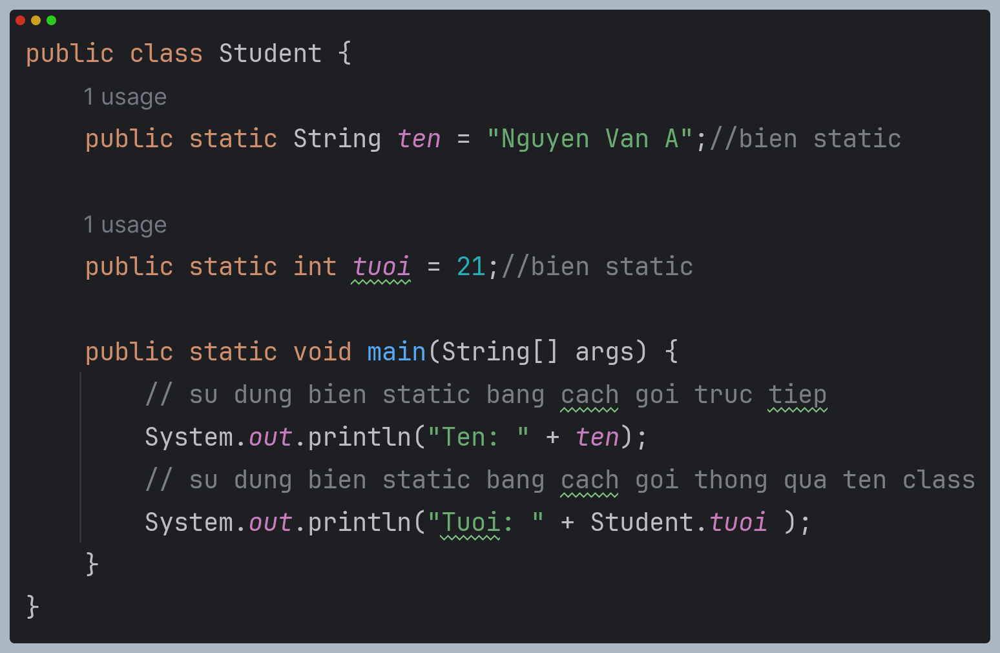 public class Student {
1 usage
public static String ten = "Nguyen Van A";//bien static
1 usage
public static int tuoi = 21;//bien static
public static void main(String[] args) {
// su dung bien static bang cach goi truc tiep
System.out.println("Ten: " + ten);
// su dung bien static bang cach goi thong qua ten class
System.out.println("Tuoi: " + Student.tuoi );
}
}